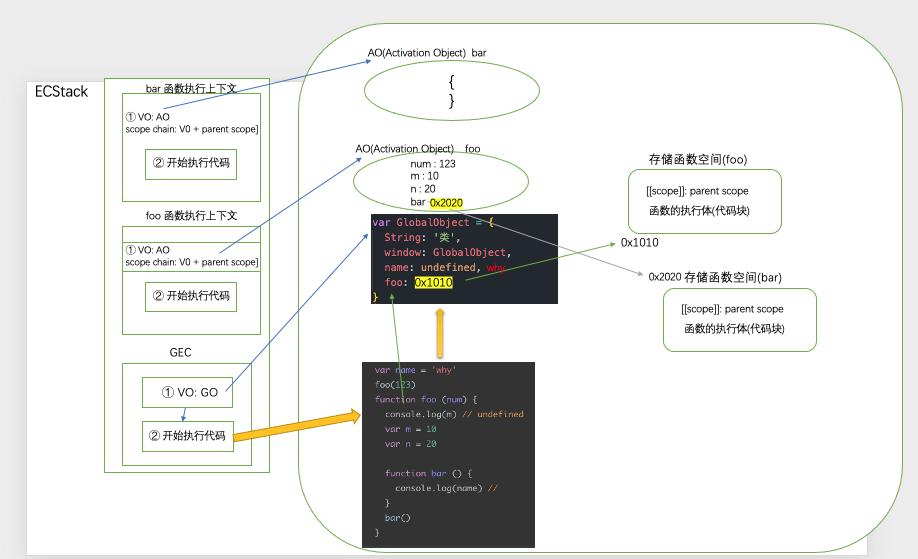 ECStack
bar 函数执行上下文
① VO: AO
scope chain: V0 + parent scope]
② 开始执行代码
foo 函数执行上下文
① VO: AO
scope chain: V0 + parent scope]
② 开始执行代码
GEC
① VO: GO
② 开始执行代码
AO(Activation Object) bar
{
}
AO(Activation Object) foo
num : 123
m : 10
n : 20
bar 0x2020
var GlobalObject = {
String: '类',
window: GlobalObject,
name: undefined, why
foo: 0x1010
}
var name = 'why'
foo(123)
function foo (num) {
console.log(m) // undefined
var m = 10
var n = 20
function bar () {
console.log(name) //
}
bar()
}
存储函数空间(foo)
[[scope]]: parent scope
函数的执行体(代码块)
0x1010
0x2020 存储函数空间(bar)
[[scope]]: parent scope
函数的执行体(代码块)